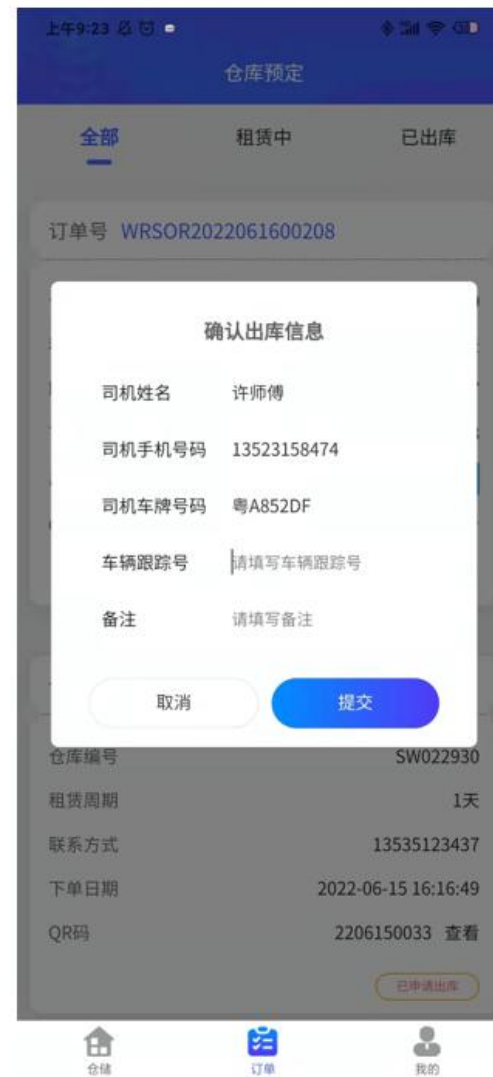 上午9:23
仓库预定
全部 租赁中 已出库
订单号 WRSOR2022061600208
确认出库信息
司机姓名 许师傅
司机手机号码 13523158474
司机车牌号码 粤A852DF
车辆跟踪号 请填写车辆跟踪号
备注 请填写备注
取消 提交
仓库编号 SW022930
租赁周期 1天
联系方式 13535123437
下单日期 2022-06-15 16:16:49
QR码 2206150033 查看
已申请出库
仓储 订单 我的